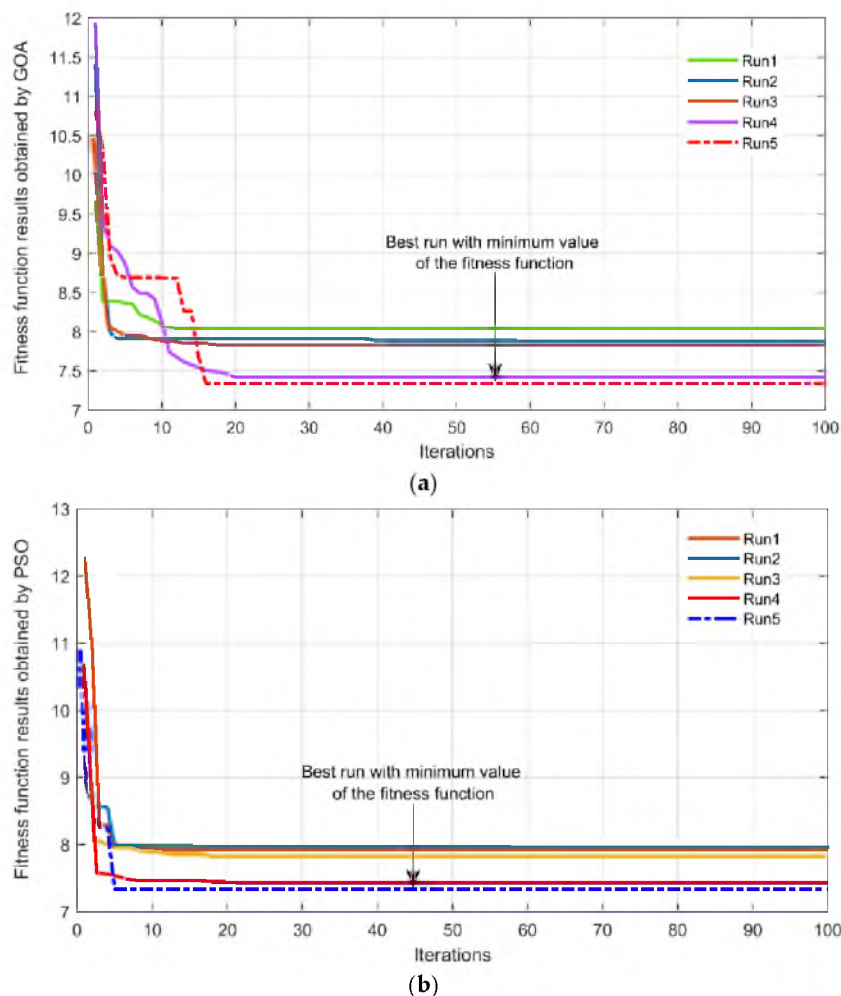 12
11.5
11
10.5
10
9.5
9
8.5
8
7.5
7
Fitness function results obtained by GOA
Run1
Run2
Run3
Run4
Run5
Best run with minimum value
of the fitness function
0 10 20 30 40 50 60 70 80 90 100
Iterations
(a)
13
12
11
10
9
8
7
Fitness function results obtained by PSO
Run1
Run2
Run3
Run4
Run5
Best run with minimum value
of the fitness function
0 10 20 30 40 50 60 70 80 90 100
Iterations
(b)